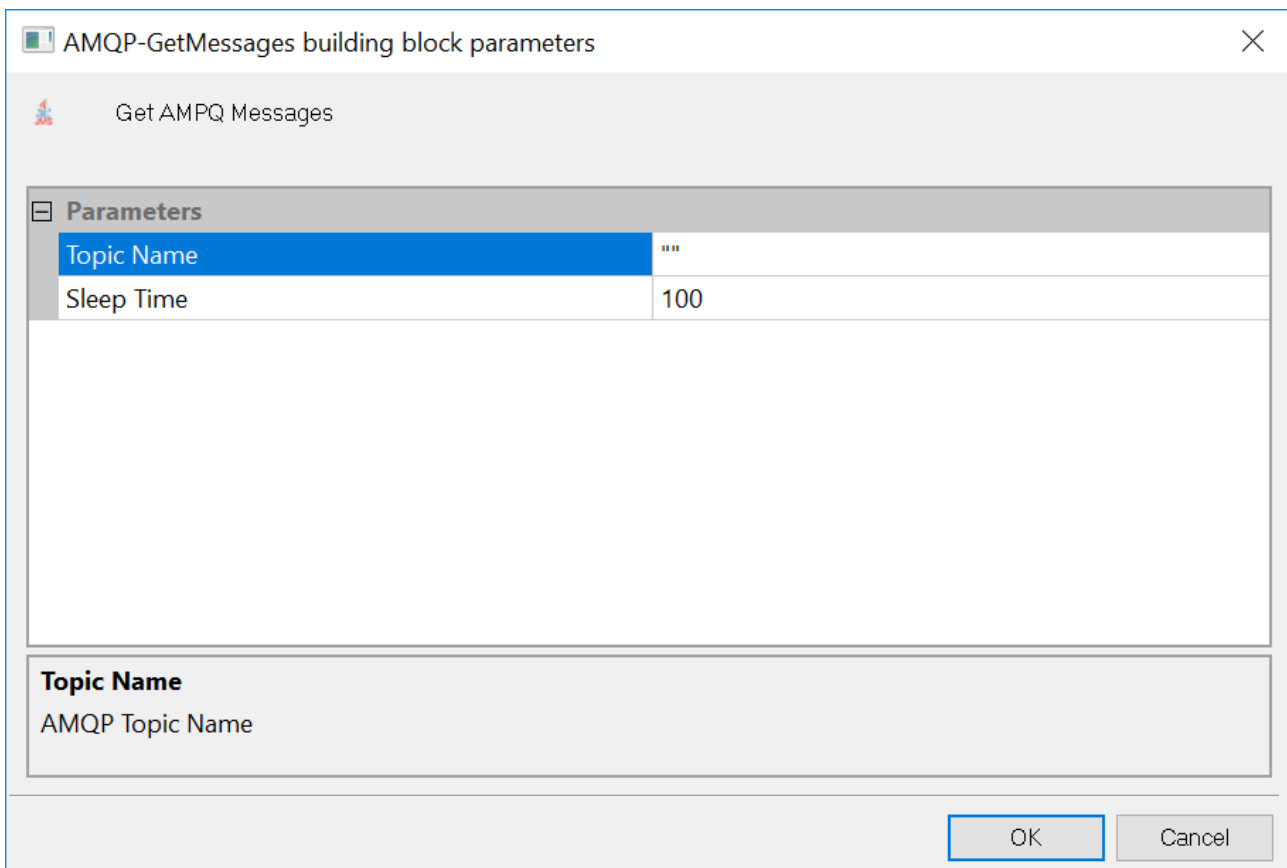 AMQP-GetMessages building block parameters
Get AMPQ Messages
Parameters
Topic Name ""
Sleep Time 100
Topic Name
AMQP Topic Name
OK Cancel